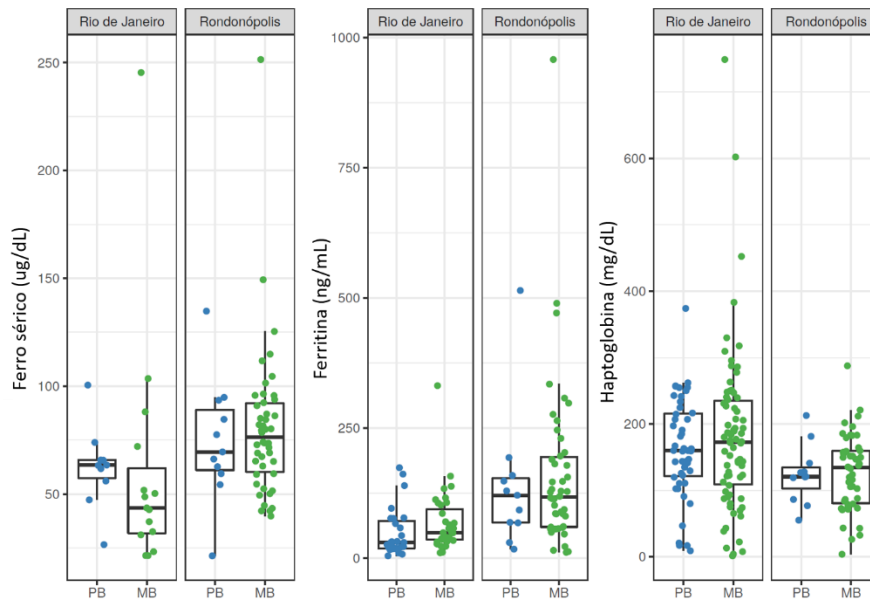 Rio de Janeiro Rondonópolis
Ferro sérico (ug/dL)
250
200
150
100
50
PB MB PB MB
Rio de Janeiro Rondonópolis
Ferritina (ng/mL)
1000
750
500
250
0
PB MB PB MB
Rio de Janeiro Rondonópolis
Haptoglobina (mg/dL)
600
400
200
0
PB MB PB MB